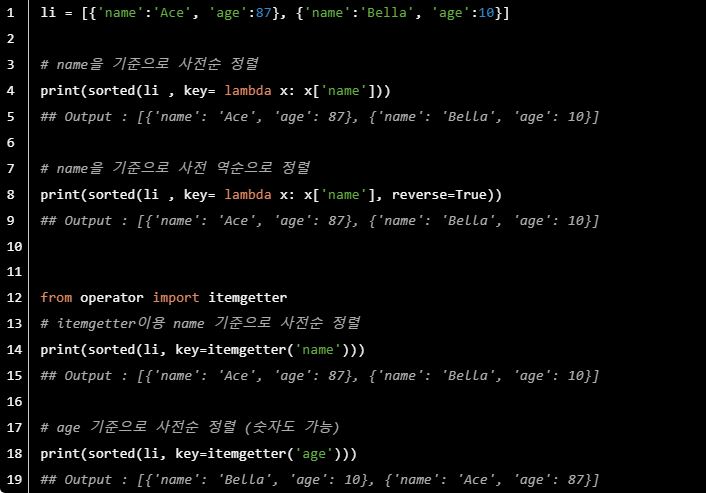 1 li = [{'name':'Ace', 'age':87}, {'name':'Bella', 'age':10}]
2
3 # name을 기준으로 사전순 정렬
4 print(sorted(li , key= lambda x: x['name']))
5 ## Output : [{'name': 'Ace', 'age': 87}, {'name': 'Bella', 'age': 10}]
6
7 # name을 기준으로 사전 역순으로 정렬
8 print(sorted(li , key= lambda x: x['name'], reverse=True))
9 ## Output : [{'name': 'Ace', 'age': 87}, {'name': 'Bella', 'age': 10}]
10
11
12 from operator import itemgetter
13 # itemgetter이용 name 기준으로 사전순 정렬
14 print(sorted(li, key=itemgetter('name')))
15 ## Output : [{'name': 'Ace', 'age': 87}, {'name': 'Bella', 'age': 10}]
16
17 # age 기준으로 사전순 정렬 (숫자도 가능)
18 print(sorted(li, key=itemgetter('age')))
19 ## Output : [{'name': 'Bella', 'age': 10}, {'name': 'Ace', 'age': 87}]